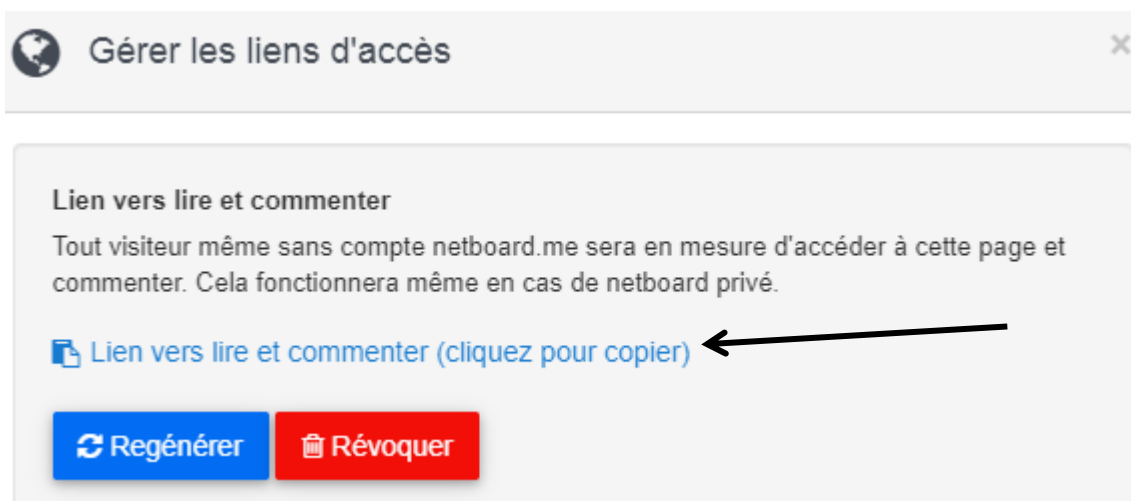 Gérer les liens d'accès
×
Lien vers lire et commenter
Tout visiteur même sans compte netboard.me sera en mesure d'accéder à cette page et
commenter. Cela fonctionnera même en cas de netboard privé.
Lien vers lire et commenter (cliquez pour copier)
Regénérer Révoquer